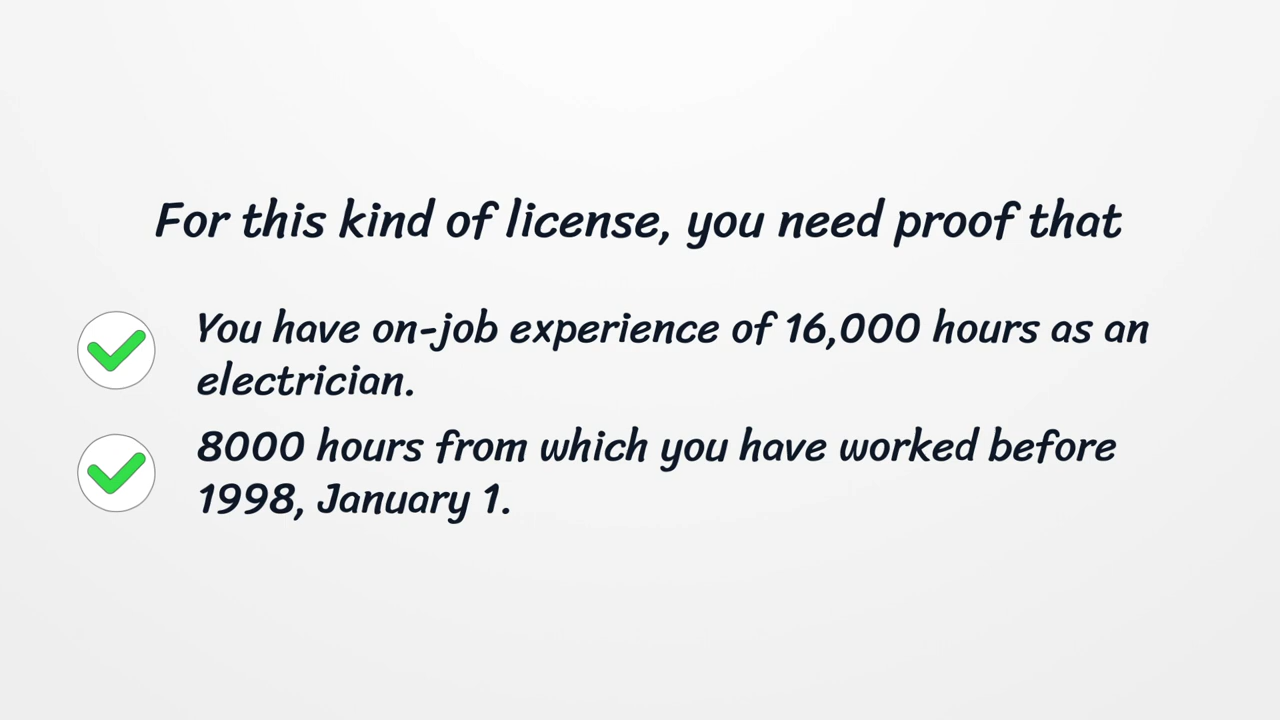 For this kind of license, you need proof that
You have on-job experience of 16,000 hours as an
electrician.
8000 hours from which you have worked before
1998, January 1.